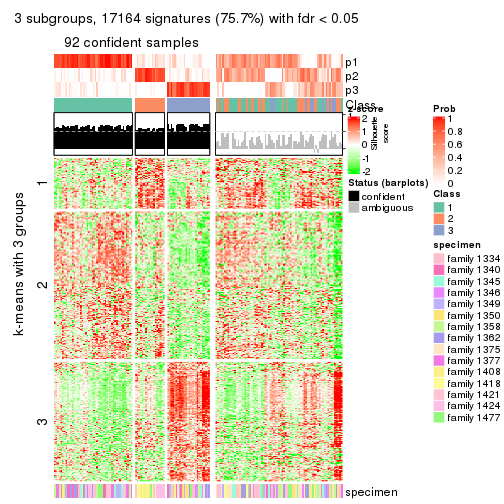 3 subgroups, 17164 signatures (75.7%) with fdr < 0.05
92 confident samples
p1
p2
p3
Class
1
2
3
k-means with 3 groups
specimen
z-score
2
1
0
-1
-2
1
Silhouette
score
Status (barplots)
confident
ambiguous
Prob
1
0.8
0.6
0.4
0.2
0
Class
1
2
3
specimen
family 1334
family 1340
family 1345
family 1346
family 1349
family 1350
family 1358
family 1362
family 1375
family 1377
family 1408
family 1418
family 1421
family 1424
family 1477